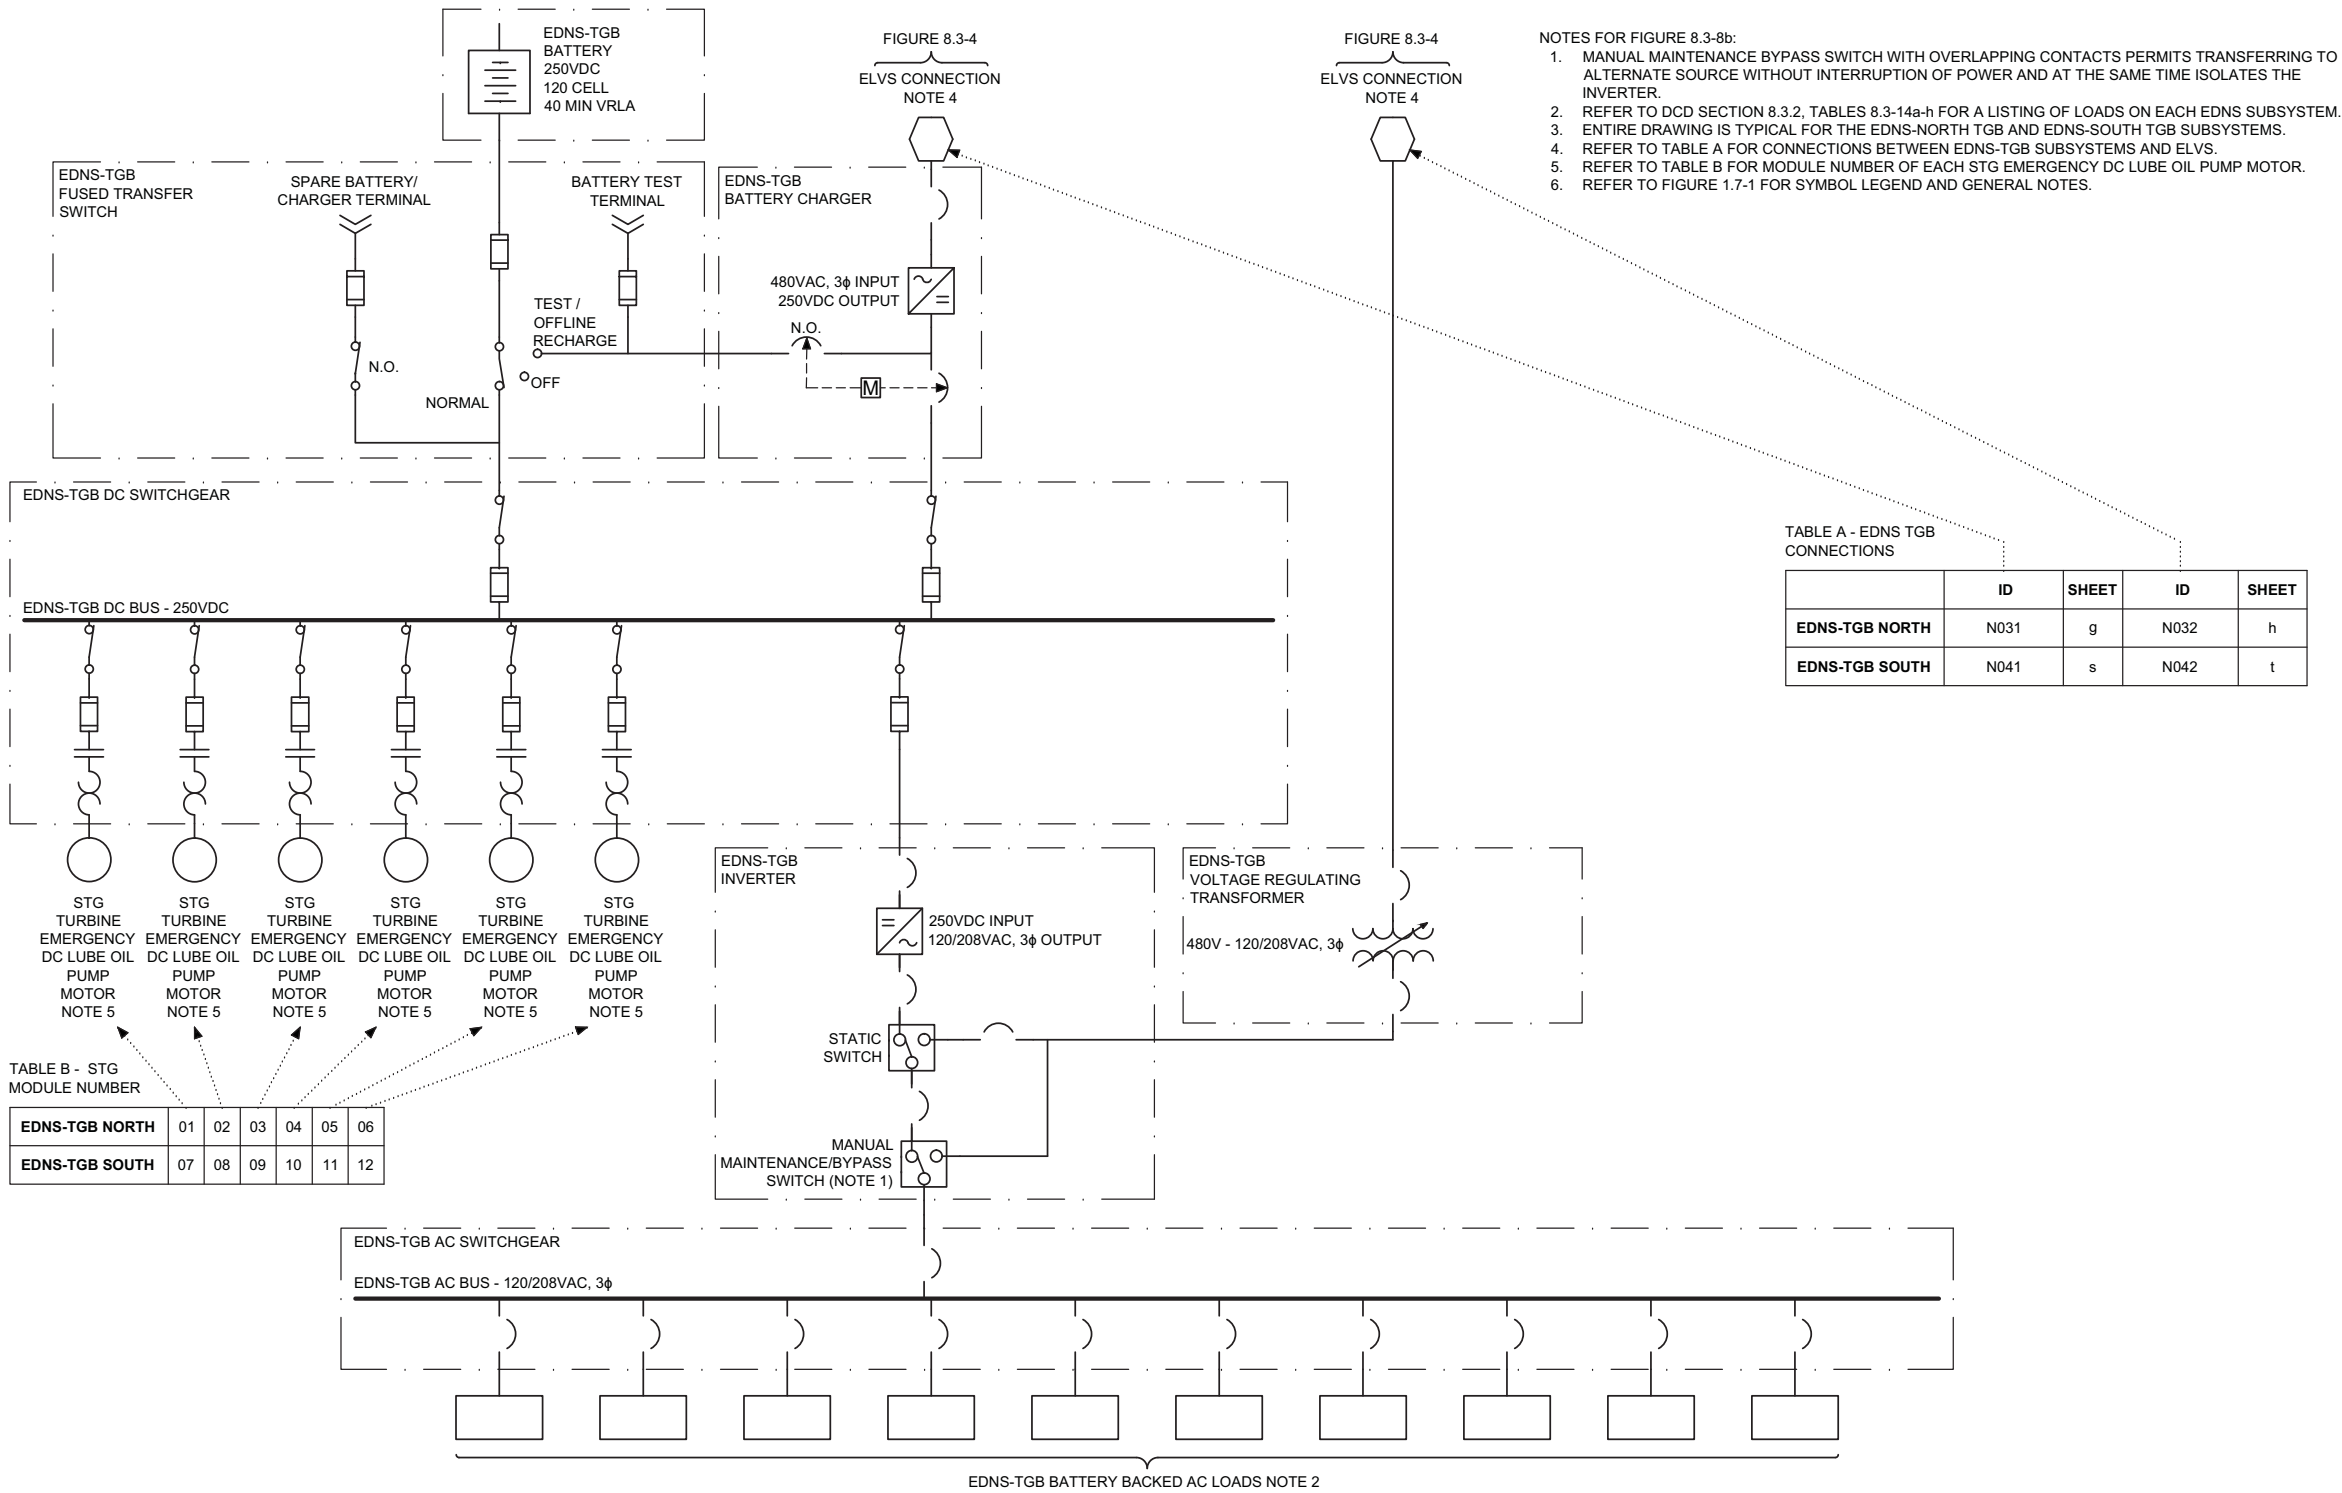 EDNS-TGB
BATTERY
250VDC
120 CELL
40 MIN VRLA
FIGURE 8.3-4
ELVS CONNECTION
NOTE 4
FIGURE 8.3-4
ELVS CONNECTION
NOTE 4
NOTES FOR FIGURE 8.3-8b:
1. MANUAL MAINTENANCE BYPASS SWITCH WITH OVERLAPPING CONTACTS PERMITS TRANSFERRING TO
ALTERNATE SOURCE WITHOUT INTERRUPTION OF POWER AND AT THE SAME TIME ISOLATES THE
INVERTER.
2. REFER TO DCD SECTION 8.3.2, TABLES 8.3-14a-h FOR A LISTING OF LOADS ON EACH EDNS SUBSYSTEM.
3. ENTIRE DRAWING IS TYPICAL FOR THE EDNS-NORTH TGB AND EDNS-SOUTH TGB SUBSYSTEMS.
4. REFER TO TABLE A FOR CONNECTIONS BETWEEN EDNS-TGB SUBSYSTEMS AND ELVS.
5. REFER TO TABLE B FOR MODULE NUMBER OF EACH STG EMERGENCY DC LUBE OIL PUMP MOTOR.
6. REFER TO FIGURE 1.7-1 FOR SYMBOL LEGEND AND GENERAL NOTES.
EDNS-TGB
FUSED TRANSFER
SWITCH
SPARE BATTERY/
CHARGER TERMINAL
BATTERY TEST
TERMINAL
EDNS-TGB
BATTERY CHARGER
480VAC, 3ϕ INPUT
250VDC OUTPUT
TEST /
OFFLINE
RECHARGE
N.O.
N.O.
OFF
M
NORMAL
EDNS-TGB DC SWITCHGEAR
TABLE A - EDNS TGB
CONNECTIONS
ID SHEET ID SHEET
EDNS-TGB NORTH N031 g N032 h
EDNS-TGB SOUTH N041 s N042 t
EDNS-TGB DC BUS - 250VDC
EDNS-TGB
INVERTER
250VDC INPUT
120/208VAC, 3ϕ OUTPUT
EDNS-TGB
VOLTAGE REGULATING
TRANSFORMER
480V - 120/208VAC, 3ϕ
STG STG STG STG STG STG
TURBINE TURBINE TURBINE TURBINE TURBINE TURBINE
EMERGENCY EMERGENCY EMERGENCY EMERGENCY EMERGENCY EMERGENCY
DC LUBE OIL DC LUBE OIL DC LUBE OIL DC LUBE OIL DC LUBE OIL DC LUBE OIL
PUMP PUMP PUMP PUMP PUMP PUMP
MOTOR MOTOR MOTOR MOTOR MOTOR MOTOR
NOTE 5 NOTE 5 NOTE 5 NOTE 5 NOTE 5 NOTE 5
STATIC
SWITCH
TABLE B - STG
MODULE NUMBER
EDNS-TGB NORTH 01 02 03 04 05 06
EDNS-TGB SOUTH 07 08 09 10 11 12
MANUAL
MAINTENANCE/BYPASS
SWITCH (NOTE 1)
EDNS-TGB AC SWITCHGEAR
EDNS-TGB AC BUS - 120/208VAC, 3ϕ
EDNS-TGB BATTERY BACKED AC LOADS NOTE 2